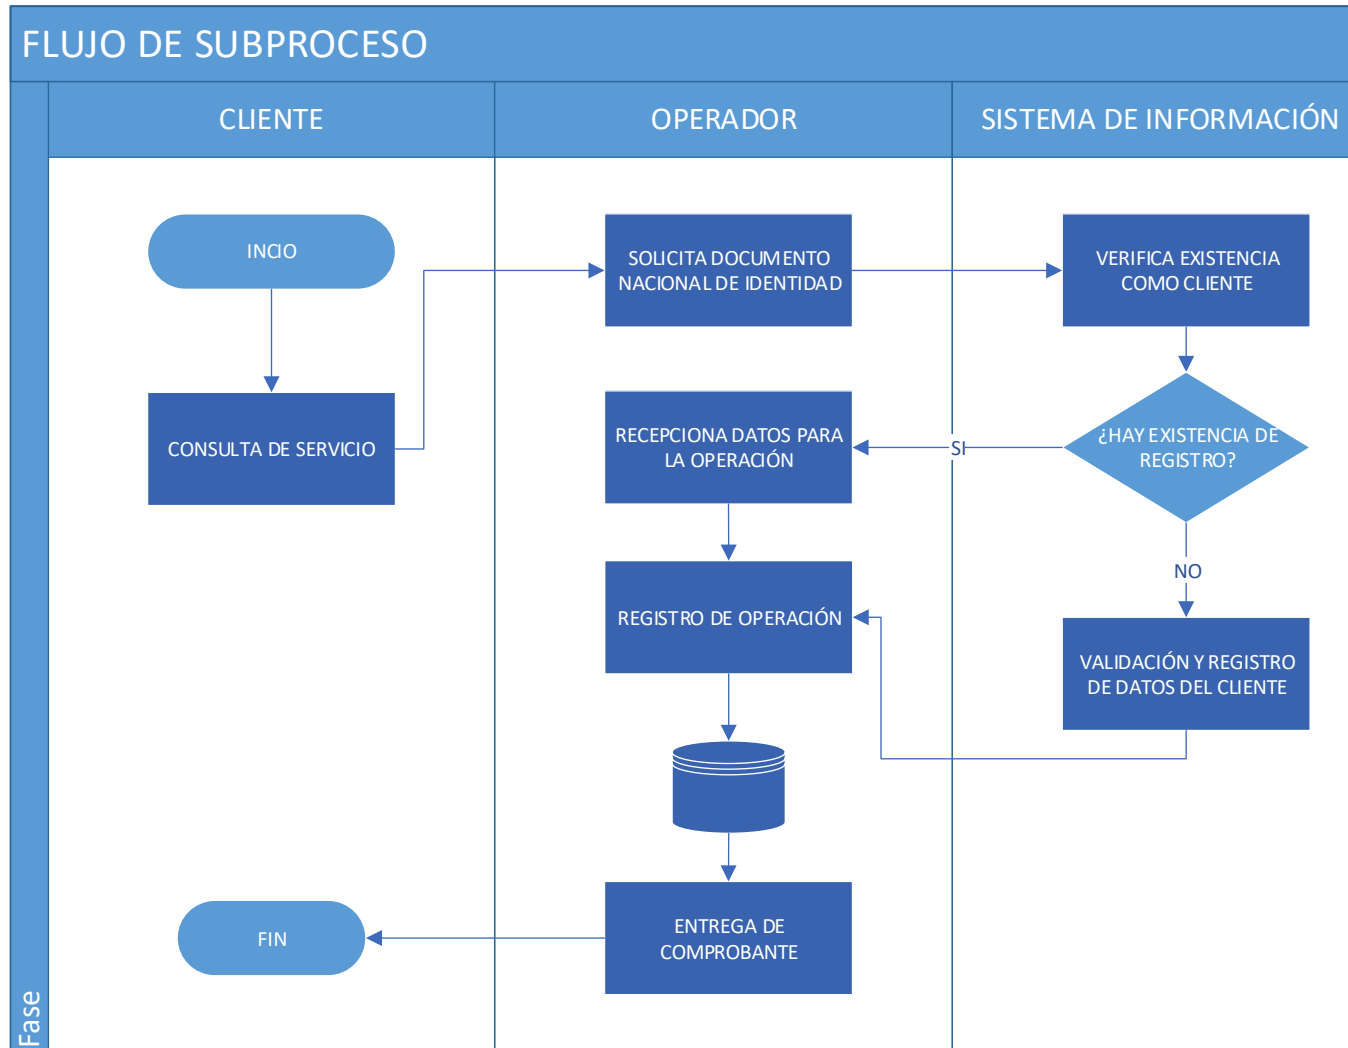 FLUJO DE SUBPROCESO
CLIENTE
OPERADOR
SISTEMA DE INFORMACIÓN
INCIO
SOLICITA DOCUMENTO
NACIONAL DE IDENTIDAD
VERIFICA EXISTENCIA
COMO CLIENTE
CONSULTA DE SERVICIO
RECEPCIONA DATOS PARA
LA OPERACIÓN
SI
¿HAY EXISTENCIA DE
REGISTRO?
NO
REGISTRO DE OPERACIÓN
VALIDACIÓN Y REGISTRO
DE DATOS DEL CLIENTE
ENTREGA DE
COMPROBANTE
FIN
Fase